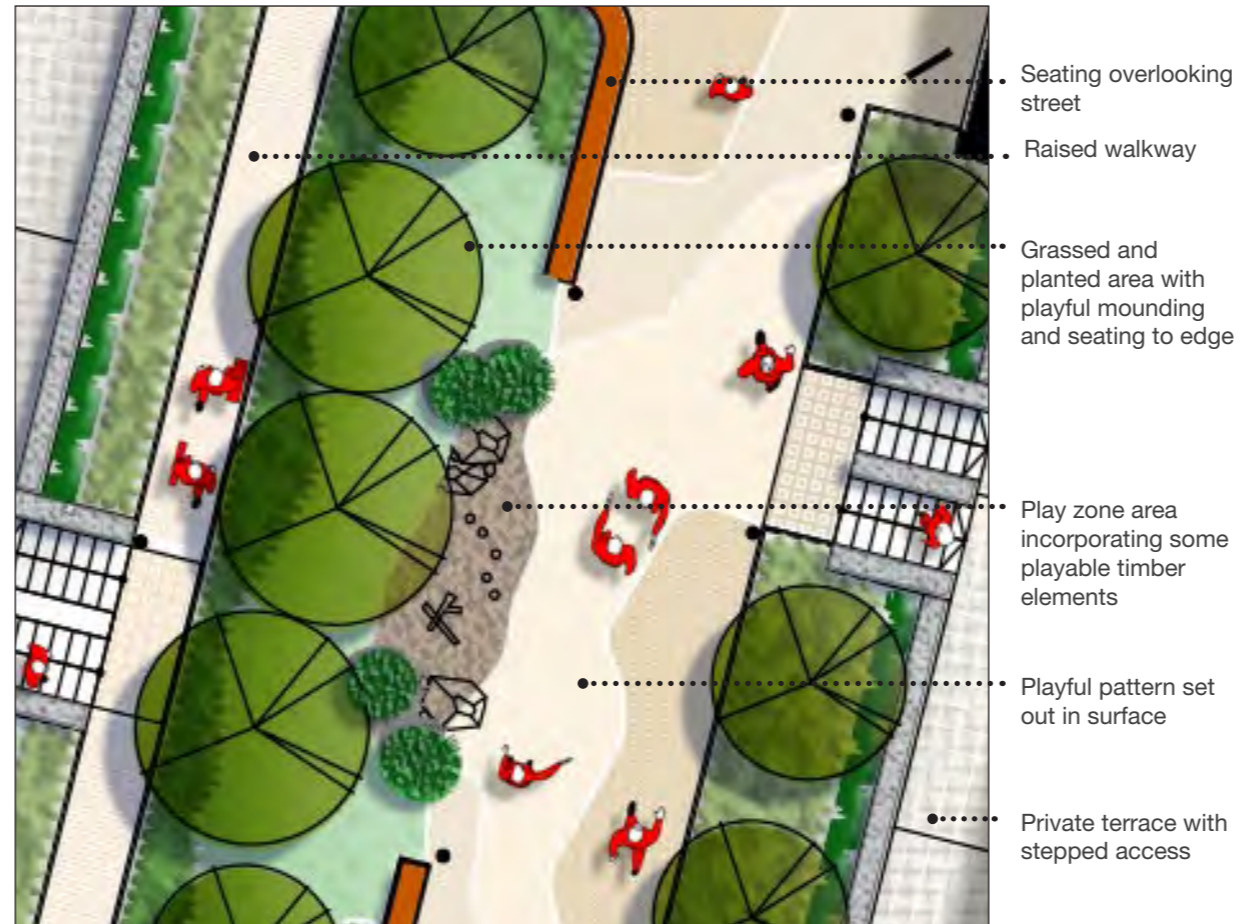 Seating overlooking
street
Raised walkway
Grassed and
planted area with
playful mounding
and seating to edge
Play zone area
incorporating some
playable timber
elements
Playful pattern set
out in surface
Private terrace with
stepped access